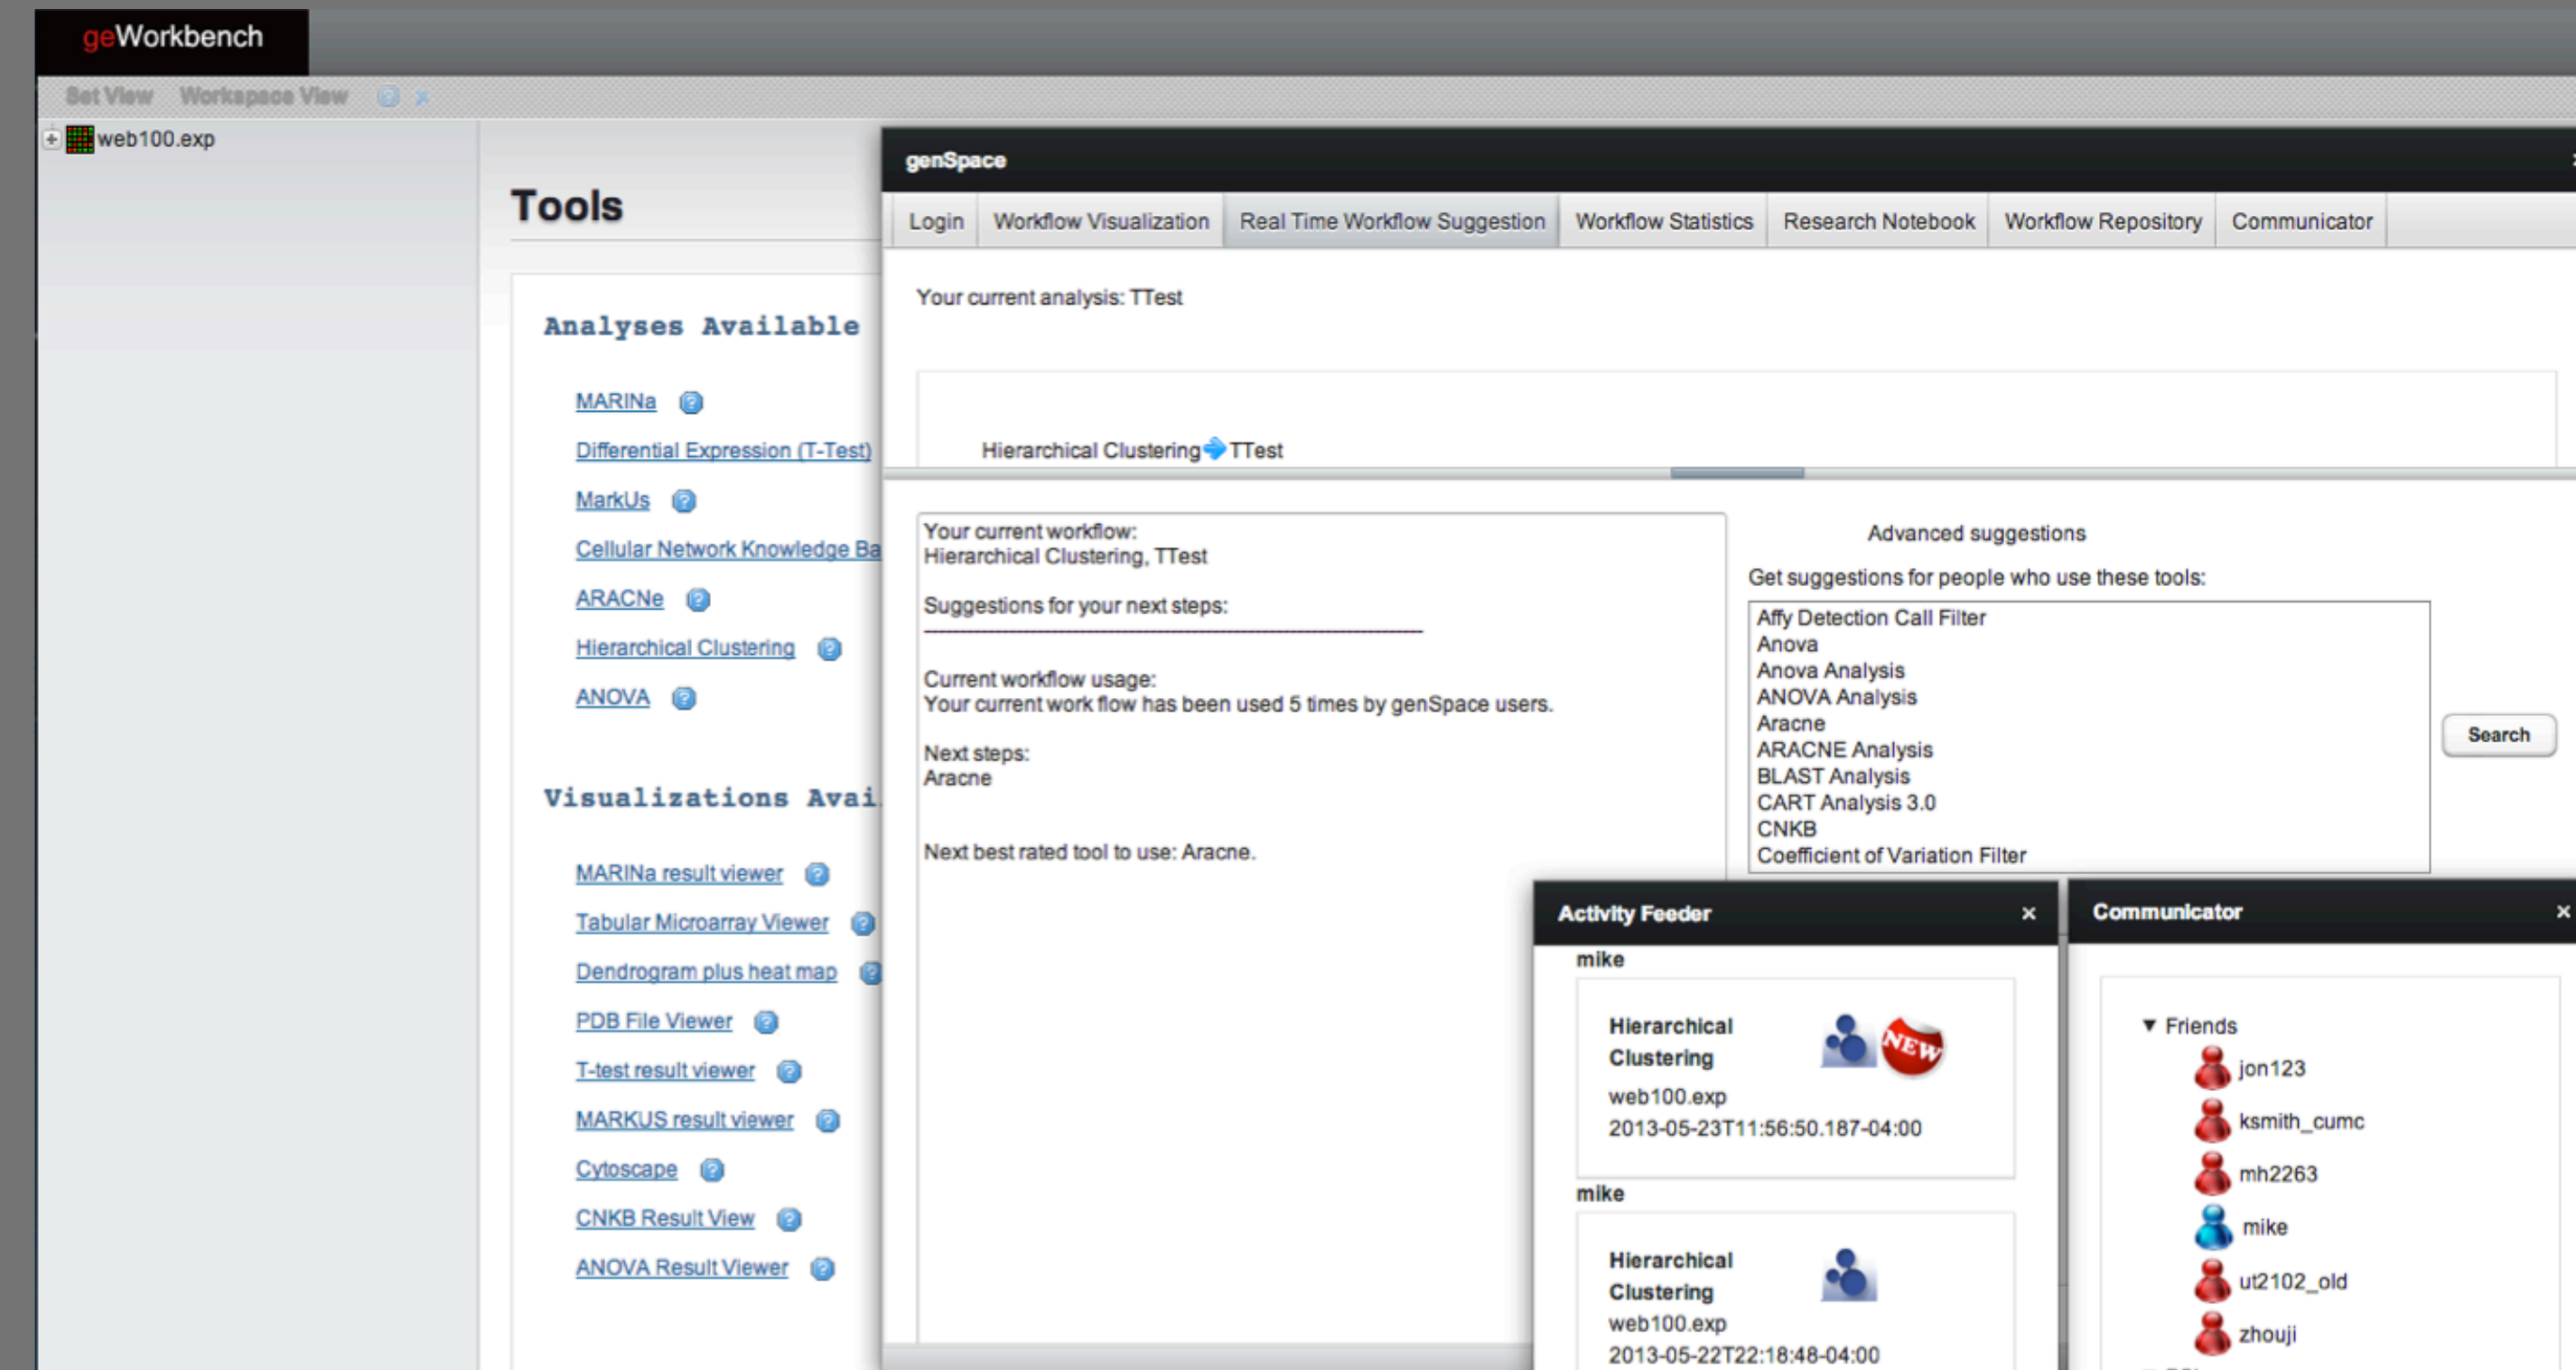 geWorkbench
Set View Workspace View
web100.exp
Tools
Analyses Available
MARINa
Differential Expression (T-Test)
MarkUs
Cellular Network Knowledge Ba
ARACNe
Hierarchical Clustering
ANOVA
Visualizations Avai
MARINa result viewer
Tabular Microarray Viewer
Dendrogram plus heat map
PDB File Viewer
T-test result viewer
MARKUS result viewer
Cytoscape
CNKB Result View
ANOVA Result Viewer
genSpace
Login Workflow Visualization Real Time Workflow Suggestion Workflow Statistics Research Notebook Workflow Repository Communicator
Your current analysis: TTest
Hierarchical Clustering TTest
Your current workflow:
Hierarchical Clustering, TTest
Suggestions for your next steps:
Current workflow usage:
Your current work flow has been used 5 times by genSpace users.
Next steps:
Aracne
Next best rated tool to use: Aracne.
Advanced suggestions
Get suggestions for people who use these tools:
Affy Detection Call Filter
Anova
Anova Analysis
ANOVA Analysis
Aracne
ARACNE Analysis
BLAST Analysis
CART Analysis 3.0
CNKB
Coefficient of Variation Filter
Search
Activity Feeder
mike
Hierarchical
Clustering
NEW
web100.exp
2013-05-23T11:56:50.187-04:00
mike
Hierarchical
Clustering
web100.exp
2013-05-22T22:18:48-04:00
Communicator
Friends
jon123
ksmith_cumc
mh2263
mike
ut2102_old
zhouji